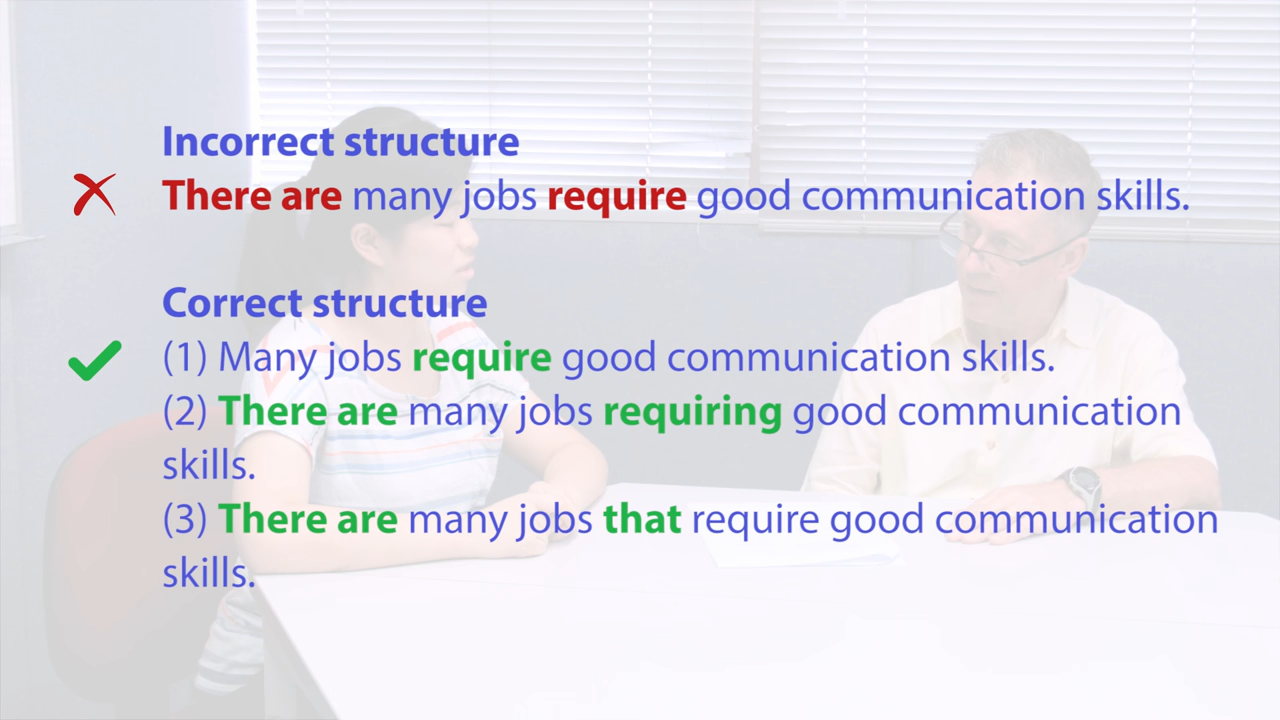 Incorrect structure
There are many jobs require good communication skills.
Correct structure
(1) Many jobs require good communication skills.
(2) There are many jobs requiring good communication
skills.
(3) There are many jobs that require good communication
skills.